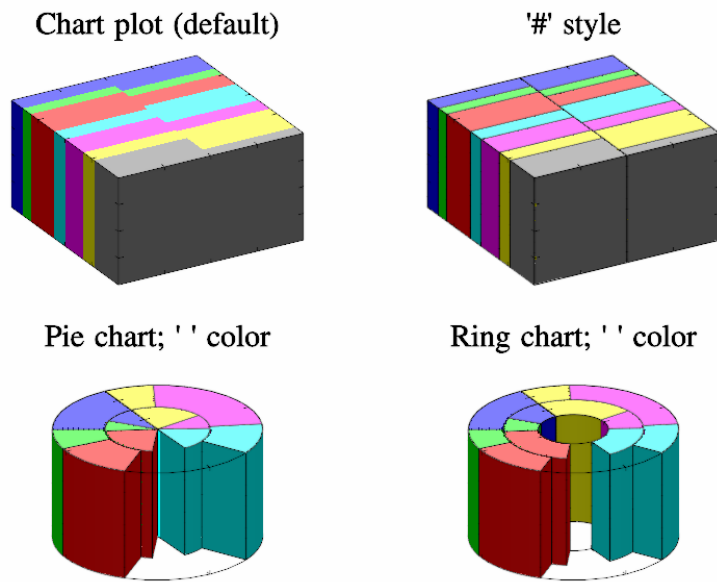 Chart plot (default)
'#' style
Pie chart; ' ' color
Ring chart; ' ' color